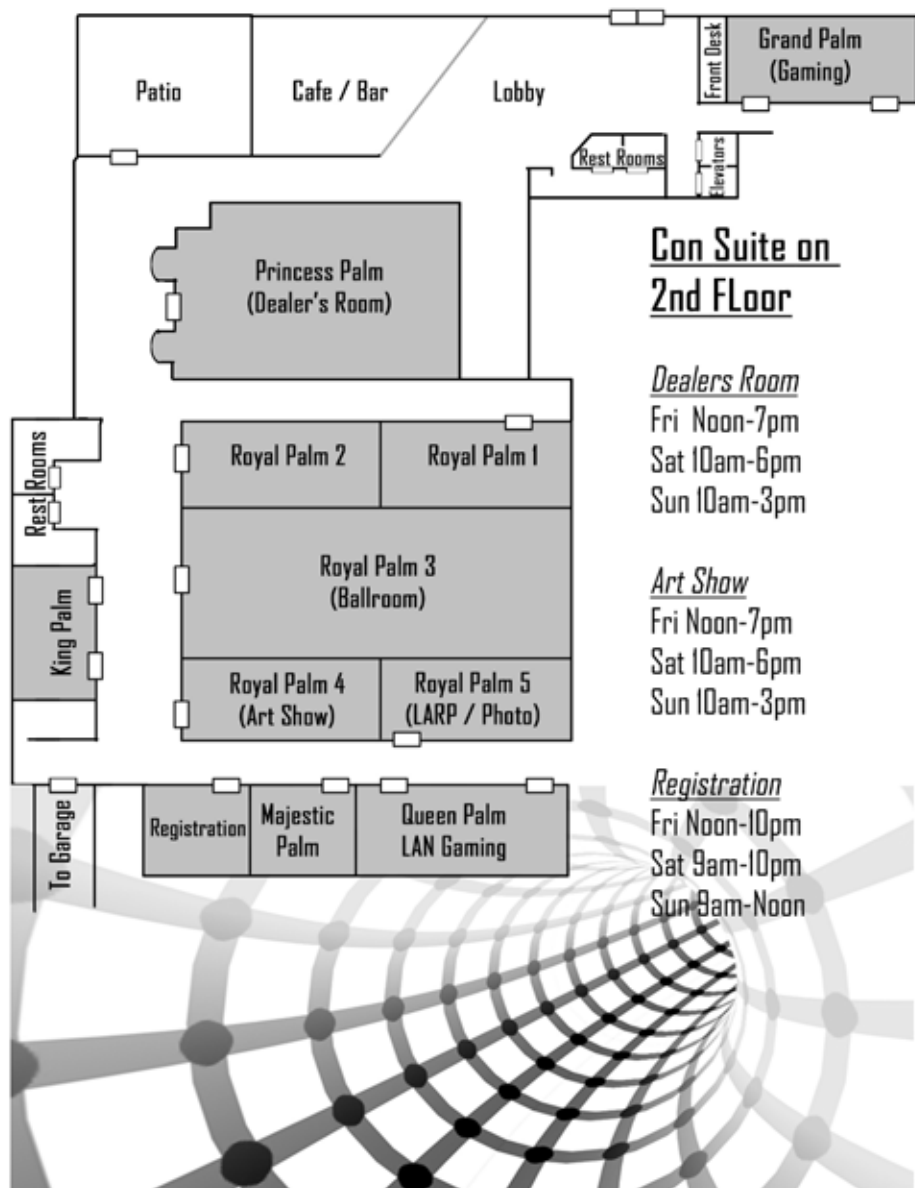 Patio
Cafe / Bar
Lobby
Front Desk
Grand Palm
(Gaming)
Rest Rooms
Elevators
Princess Palm
(Dealer's Room)
Con Suite on
2nd FLoor
Dealers Room
Fri Noon-7pm
Sat 10am-6pm
Sun 10am-3pm
Rest Rooms
Royal Palm 2
Royal Palm 1
Royal Palm 3
(Ballroom)
King Palm
Royal Palm 4
(Art Show)
Royal Palm 5
(LARP / Photo)
Art Show
Fri Noon-7pm
Sat 10am-6pm
Sun 10am-3pm
To Garage
Registration
Majestic
Palm
Queen Palm
LAN Gaming
Registration
Fri Noon-10pm
Sat 9am-10pm
Sun 9am-Noon